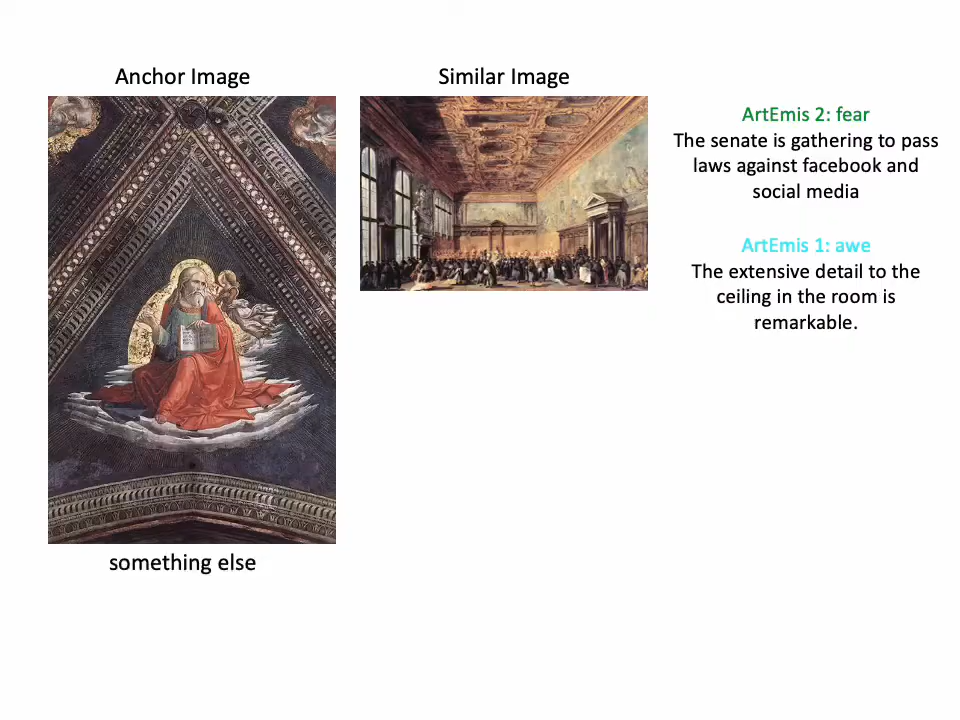 Anchor Image
Similar Image
ArtEmis 2: fear
The senate is gathering to pass
laws against facebook and
social media
ArtEmis 1: awe
The extensive detail to the
ceiling in the room is
remarkable.
something else